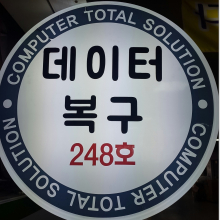 COMPUTER TOTAL SOLUTION
데이터
복구
248호
COMPUTER TOTAL SOLUTION